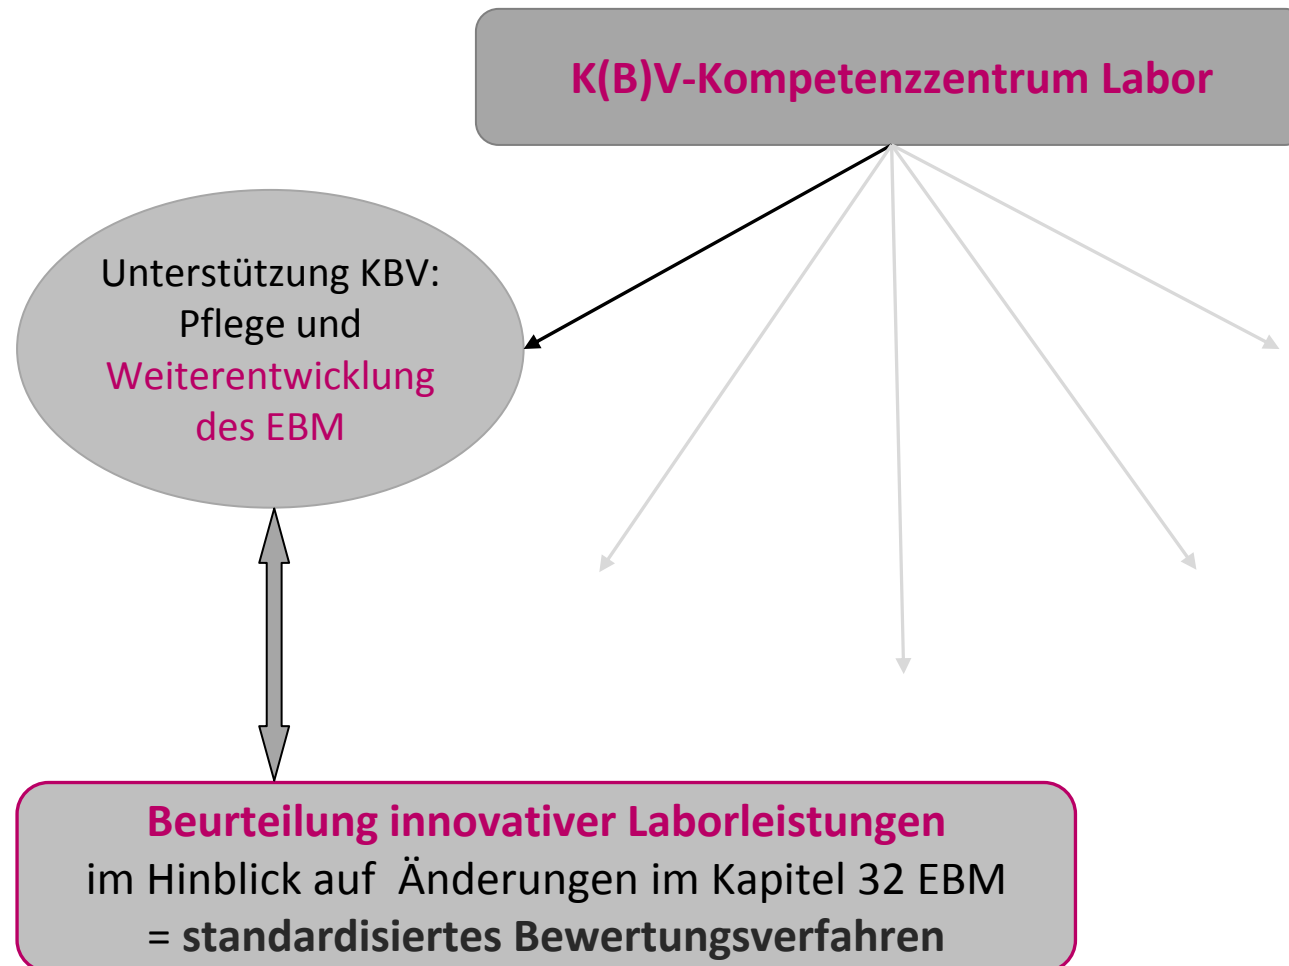 K(B)V-Kompetenzzentrum Labor
Unterstützung KBV:
Pflege und
Weiterentwicklung
des EBM
Beurteilung innovativer Laborleistungen
im Hinblick auf  Änderungen im Kapitel 32 EBM
= standardisiertes Bewertungsverfahren